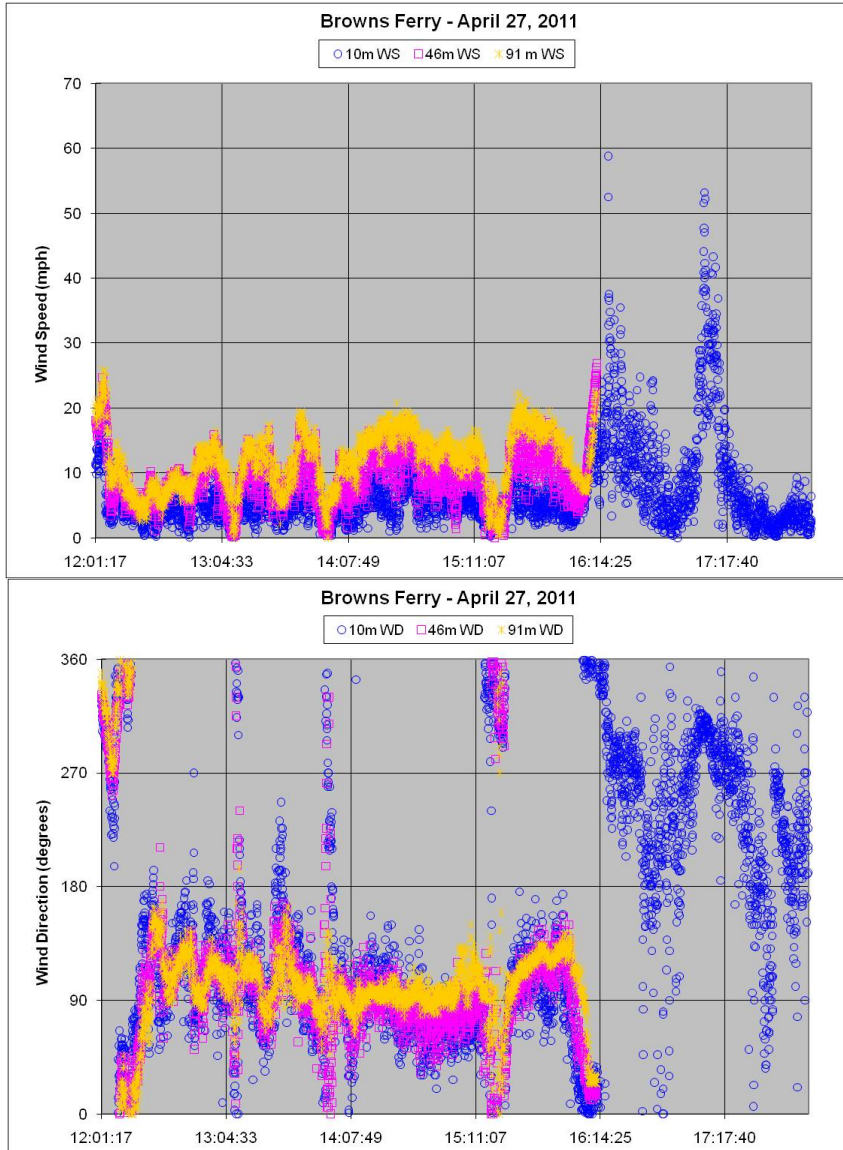 Browns Ferry - April 27, 2011
10m WS 46m WS 91 m WS
70
60
50
40
30
20
10
0
Wind Speed (mph)
12:01:17 13:04:33 14:07:49 15:11:07 16:14:25 17:17:40
Browns Ferry - April 27, 2011
10m WD 46m WD 91m WD
360
270
180
90
0
Wind Direction (degrees)
12:01:17 13:04:33 14:07:49 15:11:07 16:14:25 17:17:40